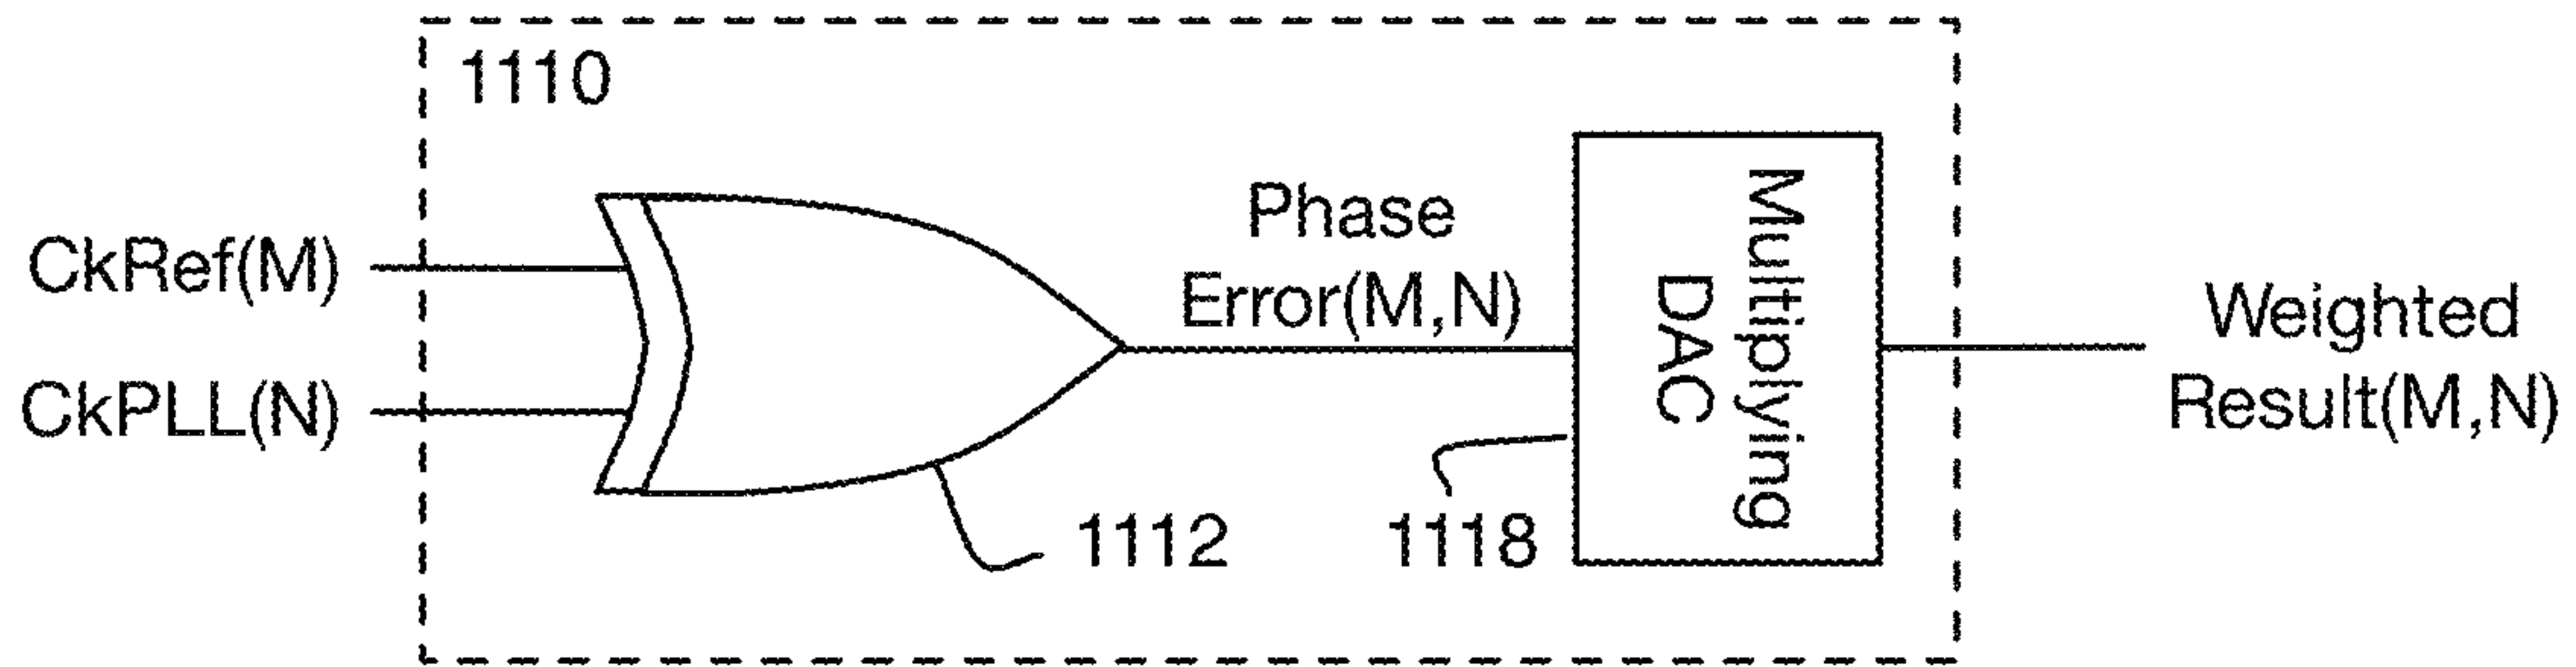 1110
CkRef(M)
CkPLL(N)
1112
Phase
Error(M,N)
1118
Multiplying
DAC
Weighted
Result(M,N)